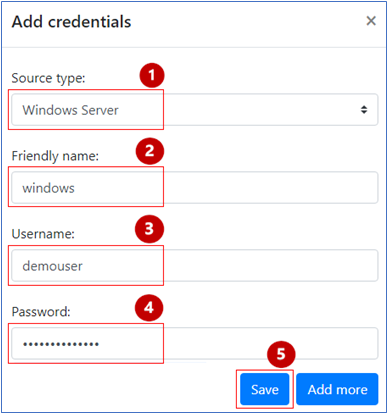 Add credentials ×
Source type: 1
Windows Server
Friendly name: 2
windows
Username: 3
demouser
Password: 4
••••••••••••••
5
Save Add more